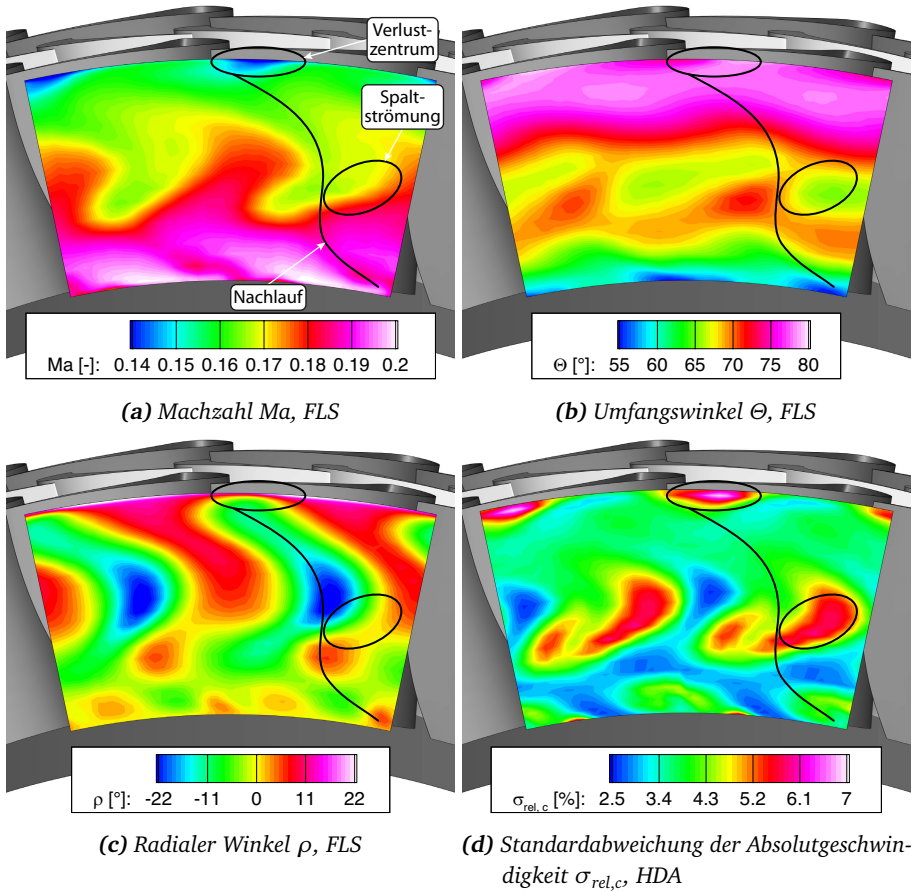 Verlust-
zentrum
Spalt-
strömung
Nachlauf
Ma [-]: 0.14 0.15 0.16 0.17 0.18 0.19 0.2
Θ [°]: 55 60 65 70 75 80
(a) Machzahl Ma, FLS
(b) Umfangswinkel Θ, FLS
ρ [°]: -22 -11 0 11 22
σrel, c [%] 2.5 3.4 4.3 5.2 6.1 7
(c) Radialer Winkel ρ, FLS
(d) Standardabweichung der Absolutgeschwin-
digkeit σrel,c, HDA